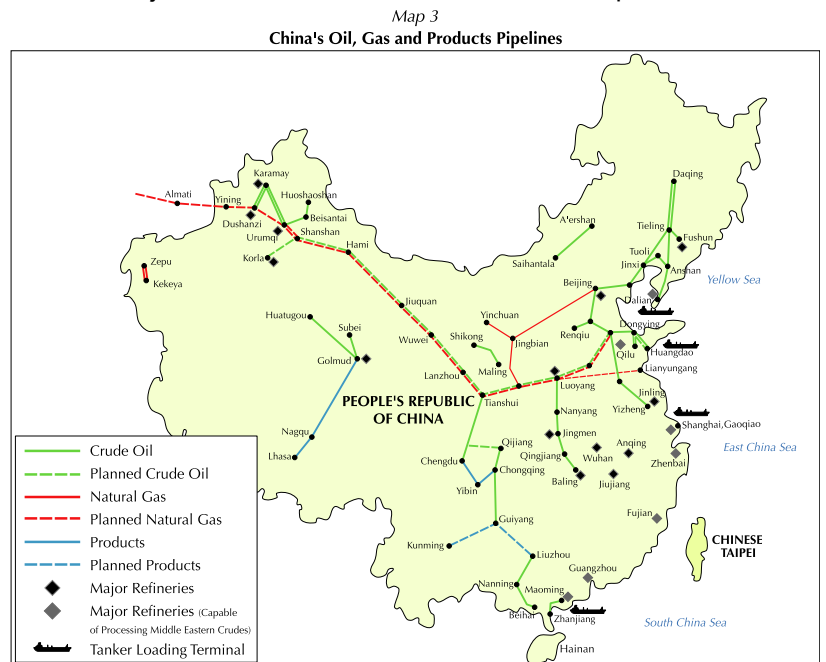 Map 3
China's Oil, Gas and Products Pipelines
Karamay
Almati
Yining
Huoshaoshan
Dushanzi
Beisantai
Urumqi
Shanshan
Hami
Korla
Zepu
Kekeya
Daqing
A'ershan
Tieling
Fushun
Tuoli
Jinxi
Anshan
Saihantala
Beijing
Yellow Sea
Dalian
Jiuquan
Huatugou
Subei
Yinchuan
Dongying
Renqiu
Wuwei
Shikong
Jingbian
Qilu
Huangdao
Golmud
Maling
Lanzhou
Lianyungang
Luoyang
PEOPLE'S REPUBLIC
OF CHINA
Tianshui
Jinling
Yizheng
Nanyang
Shanghai,Gaoqiao
Nagqu
Jingmen
Qijiang
Anqing
East China Sea
Lhasa
Chengdu
Qingjiang
Wuhan
Zhenbai
Chongqing
Baling
Jiujiang
Yibin
Fujian
Guiyang
Kunming
CHINESE
TAIPEI
Liuzhou
Guangzhou
Nanning
Maoming
Beihai
Zhanjiang
South China Sea
Hainan
Crude Oil
Planned Crude Oil
Natural Gas
Planned Natural Gas
Products
Planned Products
Major Refineries
Major Refineries (Capable
of Processing Middle Eastern Crudes)
Tanker Loading Terminal